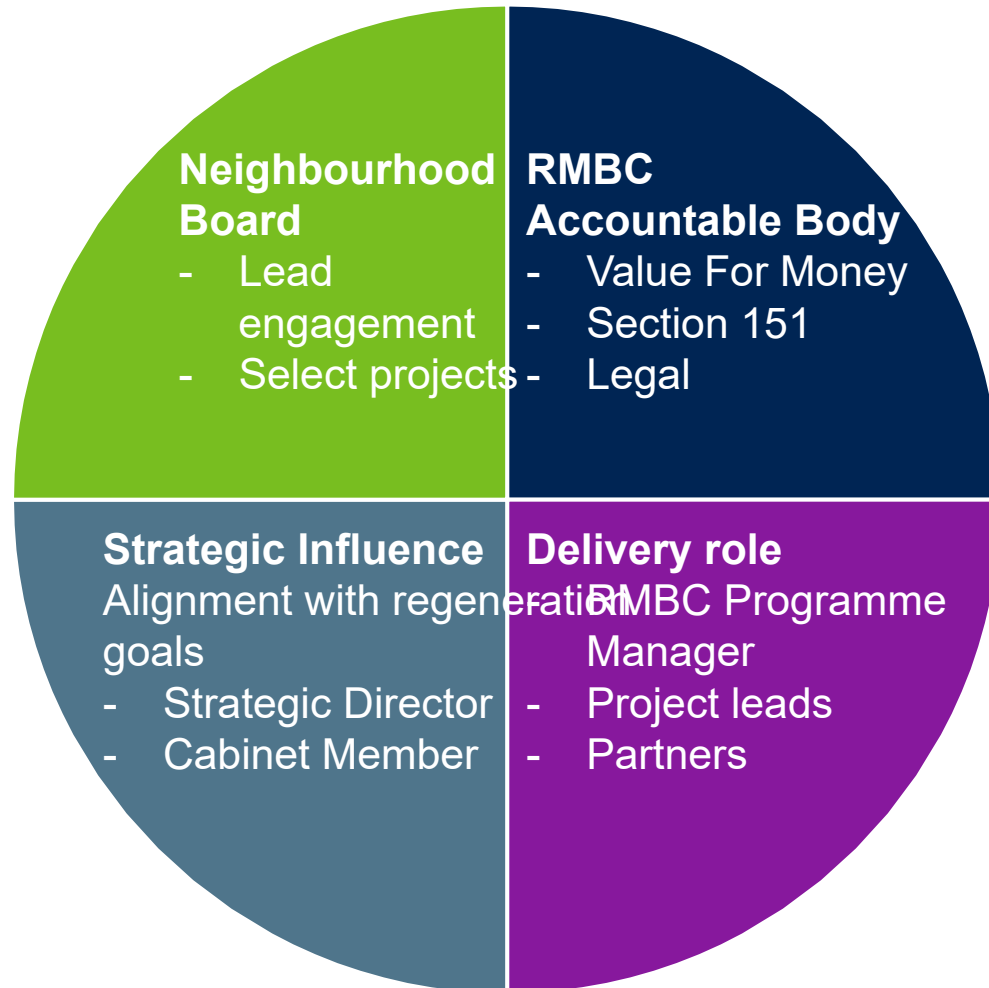 Neighbourhood
Board
- Lead
engagement
- Select projects
RMBC
Accountable Body
- Value For Money
- Section 151
- Legal
Strategic Influence
Alignment with regeneration
goals
- Strategic Director
- Cabinet Member
Delivery role
- RMBC Programme
Manager
- Project leads
- Partners